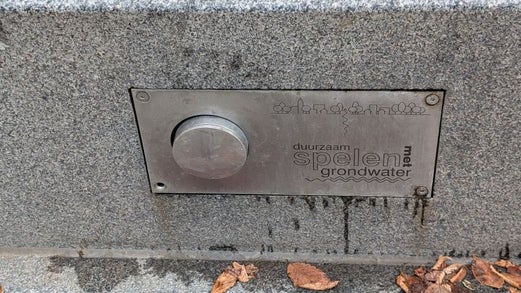 duurzaam
spelen
met
grondwater